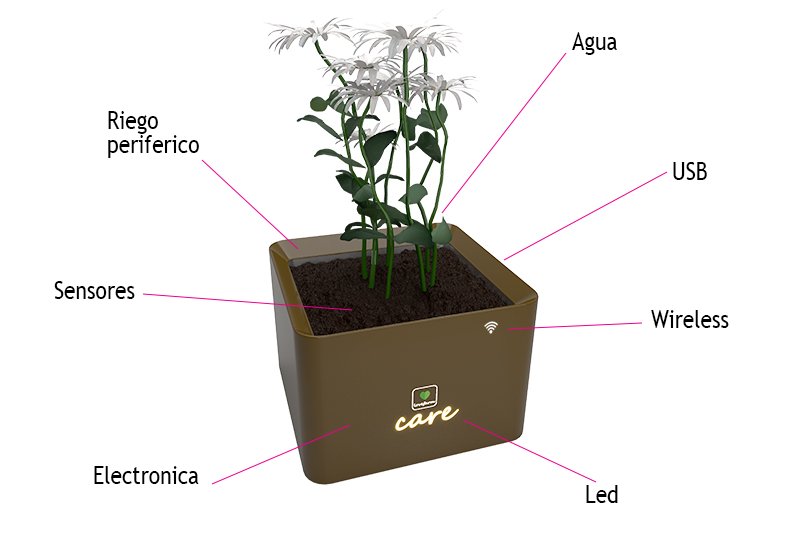 Agua
Riego
periferico
USB
Sensores
Wireless
care
Electronica
Led